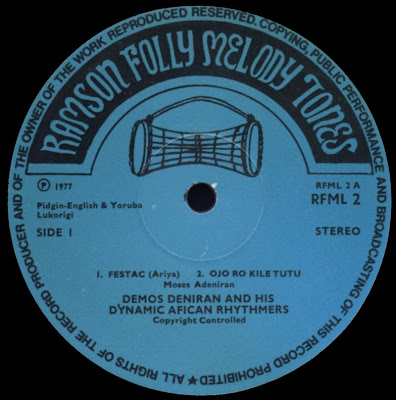 ALL RIGHTS OF THE RECORD PRODUCER AND OF THE OWNER OF THE WORK REPRODUCED RESERVED. COPYING, PUBLIC PERFORMANCE AND BROADCASTING OF THIS RECORD PROHIBITED ★
RAMSON FOLLY MELODY TONES
Ⓟ 1977
RFML 2 A
Pidgin-English & Yoruba
RFML 2
Lukorigi
SIDE 1
STEREO
1. FESTAC (Ariya) 2. OJO RO KILE TUTU
Moses Adeniran
DEMOS DENIRAN AND HIS
DYNAMIC AFICAN RHYTHMERS
Copyright Controlled